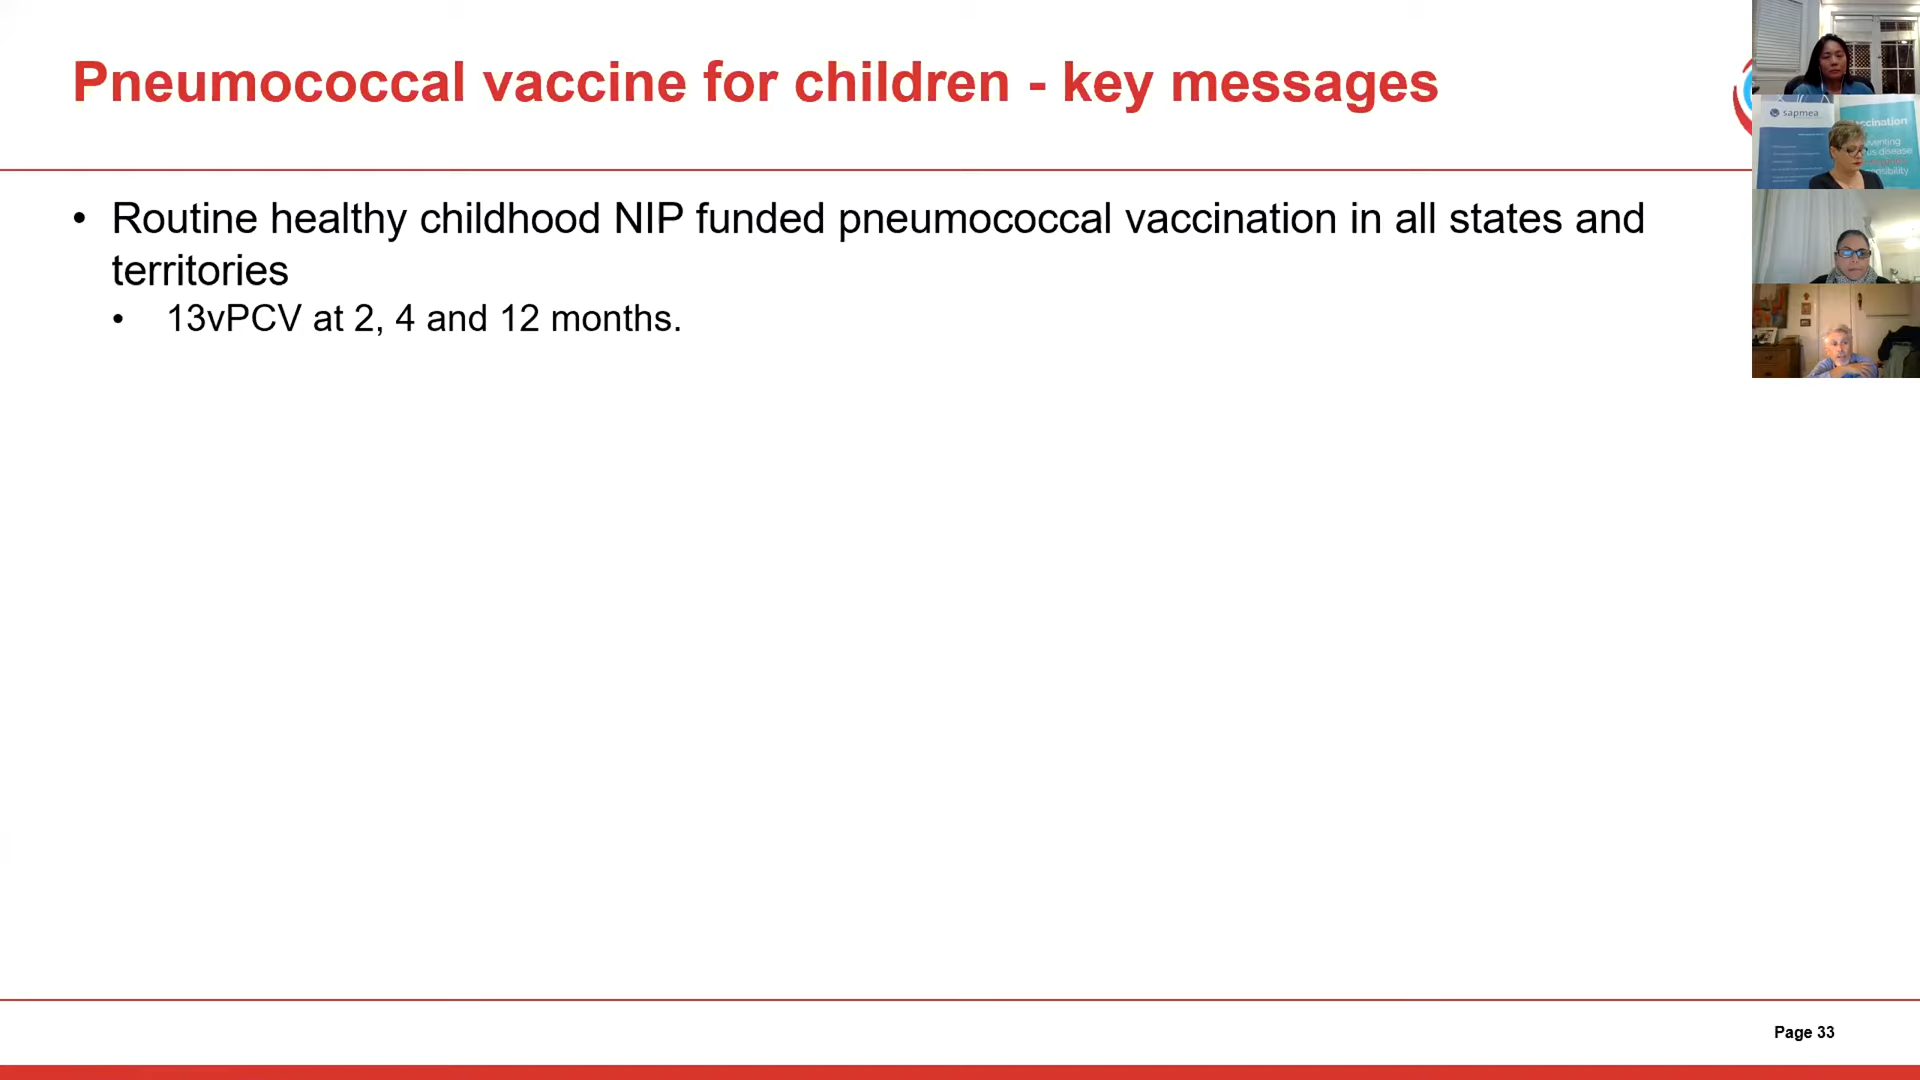 Pneumococcal vaccine for children - key messages
• Routine healthy childhood NIP funded pneumococcal vaccination in all states and
territories
• 13vPCV at 2, 4 and 12 months.
sapmea
Page 33